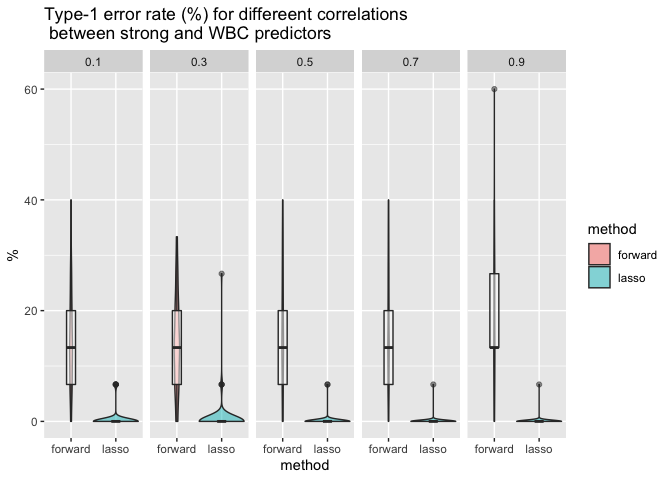 Type-1 error rate (%) for differeent correlations
between strong and WBC predictors
0.1 0.3 0.5 0.7 0.9
60
40
20
0
%
forward lasso forward lasso forward lasso forward lasso forward lasso
method
method
forward
lasso